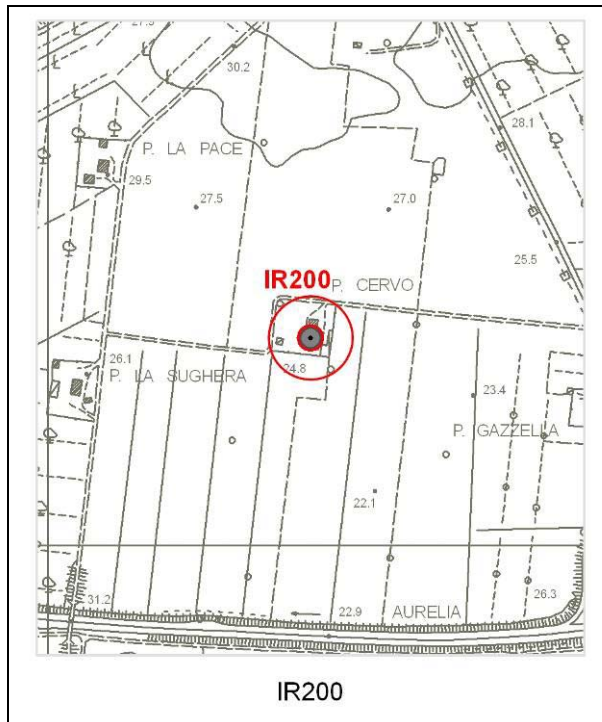 30.2
28.1
P. LA PACE
29.5
27.5
27.0
25.5
IR200
P. CERVO
26.1
P. LA SUGHERA
24.8
23.4
P. GAZZELLA
22.1
31.2
26.3
22.9
AURELIA
IR200